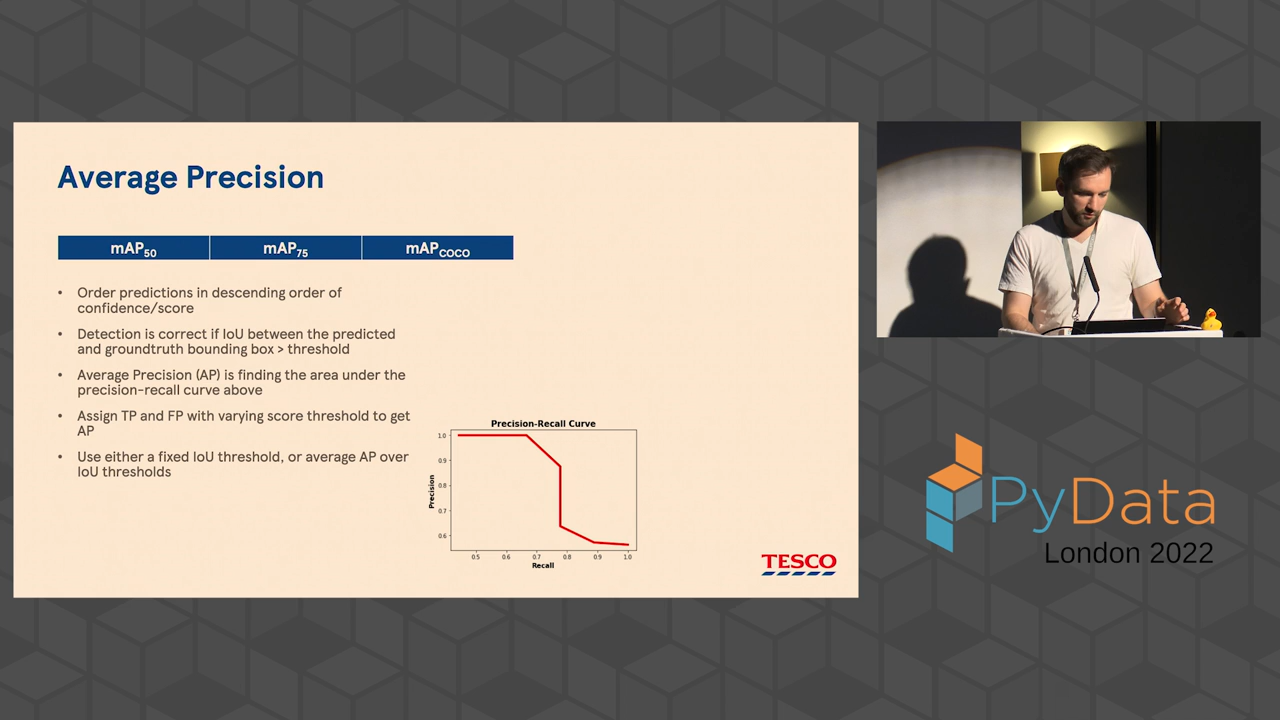 Average Precision
mAP50
mAP75
mAPCOCO
• Order predictions in descending order of
confidence/score
• Detection is correct if IoU between the predicted
and groundtruth bounding box > threshold
• Average Precision (AP) is finding the area under the
precision-recall curve above
• Assign TP and FP with varying score threshold to get
AP
• Use either a fixed IoU threshold, or average AP over
IoU thresholds
Precision-Recall Curve
Precision
1.0
0.9
0.8
0.7
0.6
0.5 0.6 0.7 0.8 0.9 1.0
Recall
TESCO
PyData
London 2022